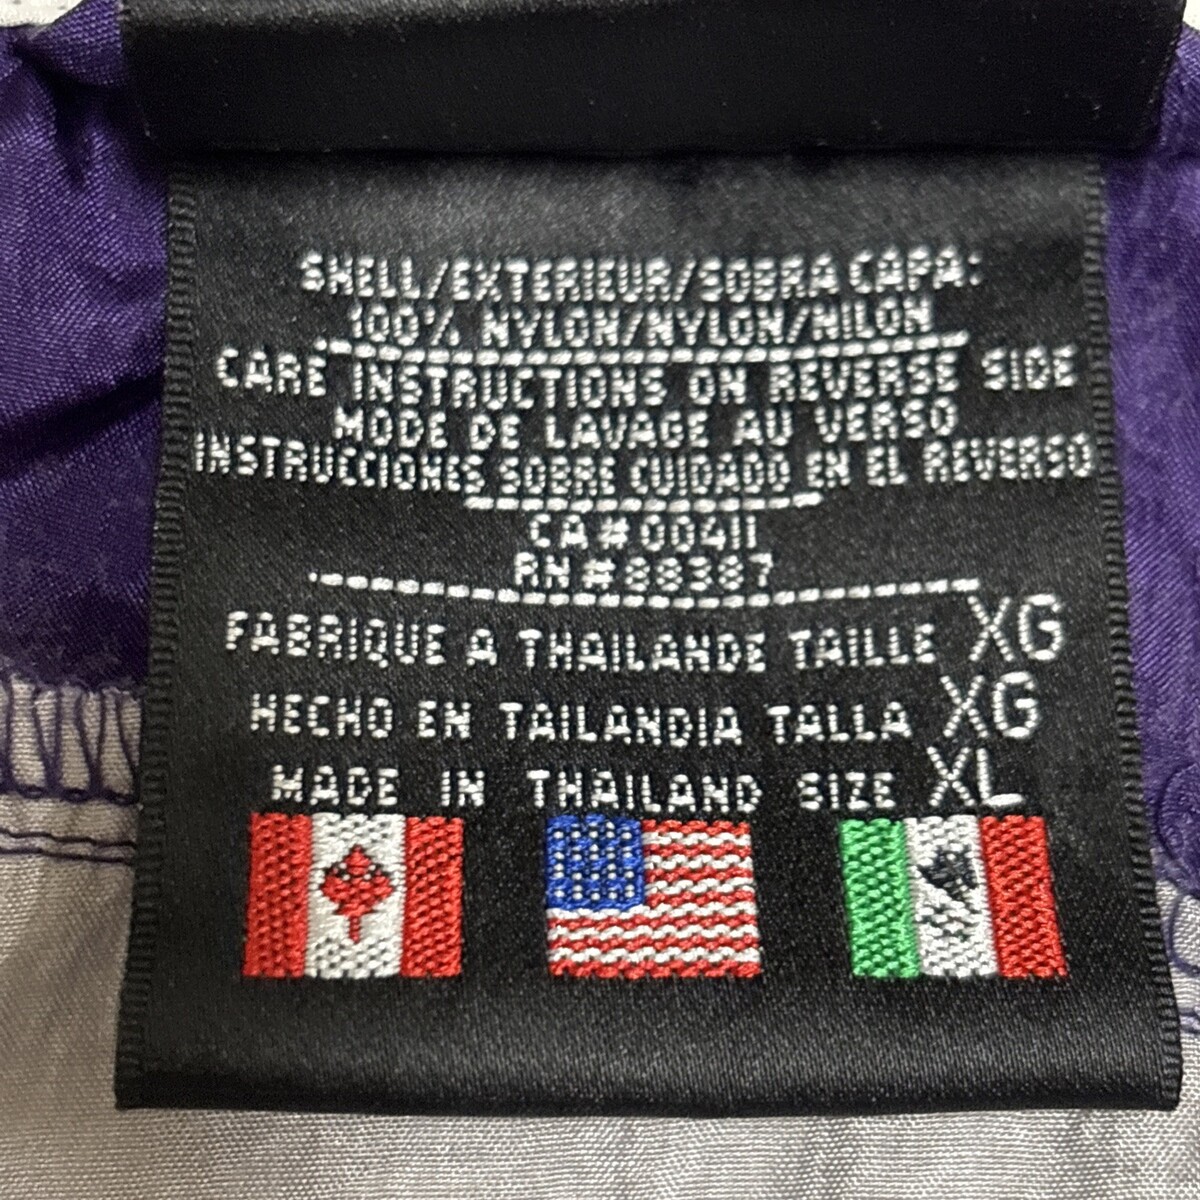 SHELL/EXTERIEUR/SOBRA CAPA:
100% NYLON/NYLON/NILON
CARE INSTRUCTIONS ON REVERSE SIDE
MODE DE LAVAGE AU VERSO
INSTRUCCIONES SOBRE CUIDADO EN EL REVERSO
CA#00411
RN#88387
FABRIQUE A THAILANDE TAILLE XG
HECHO EN TAILANDIA TALLA XG
MADE IN THAILAND SIZE XL